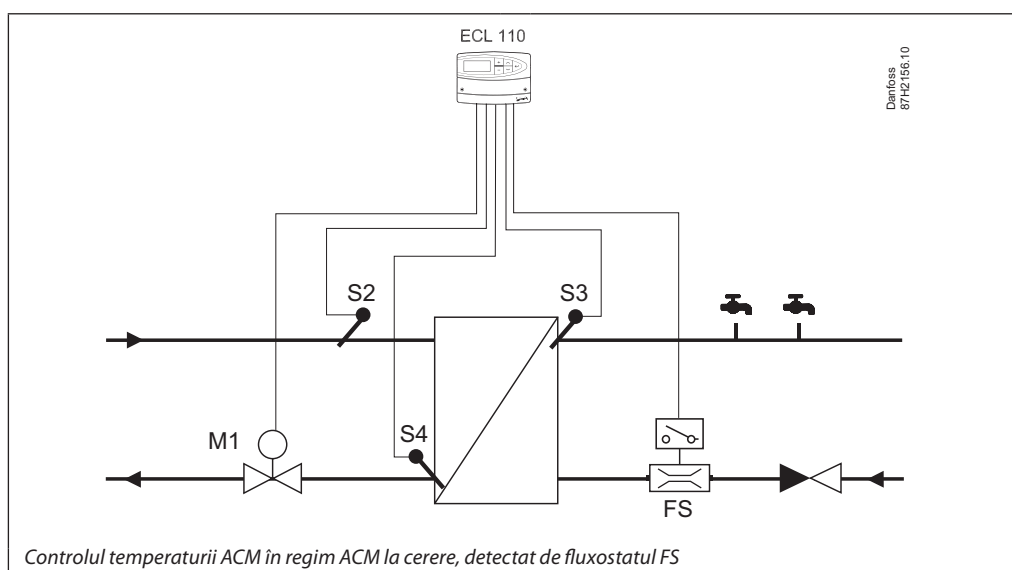 ECL 110
Danfoss
87H2156.10
S2
S3
M1
S4
FS
Controlul temperaturii ACM în regim ACM la cerere, detectat de fluxostatul FS